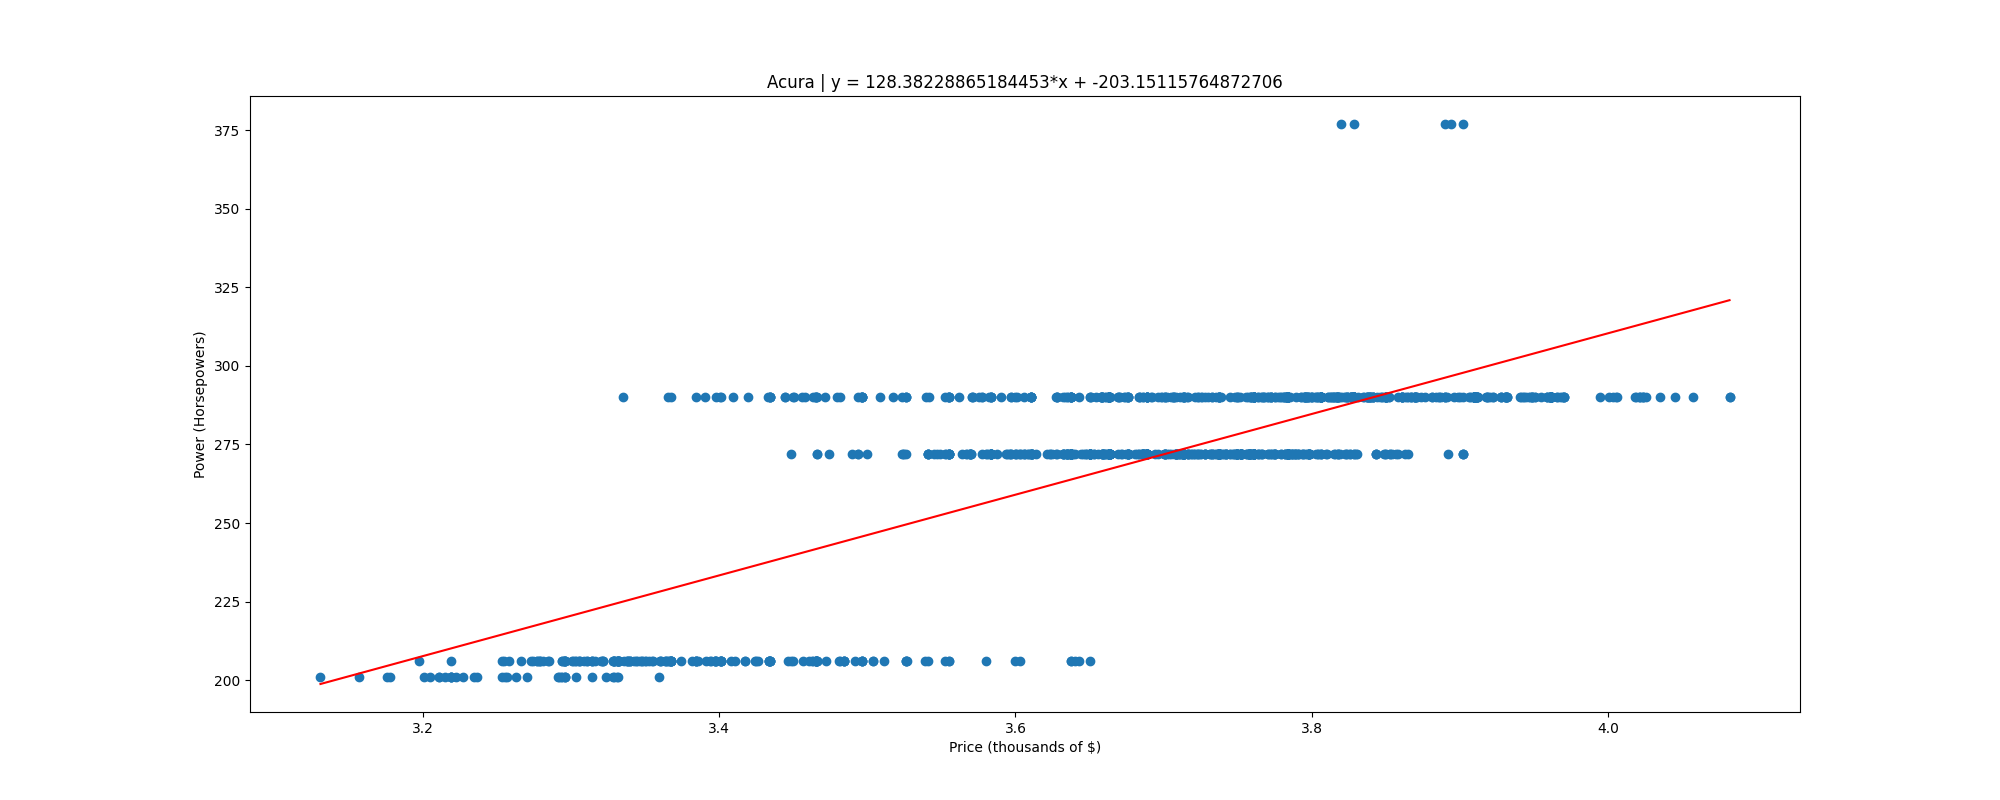 Acura | y = 128.38228865184453*x + -203.15115764872706
375
350
325
300
275
250
225
200
Power (Horsepowers)
3.2 3.4 3.6 3.8 4.0
Price (thousands of $)